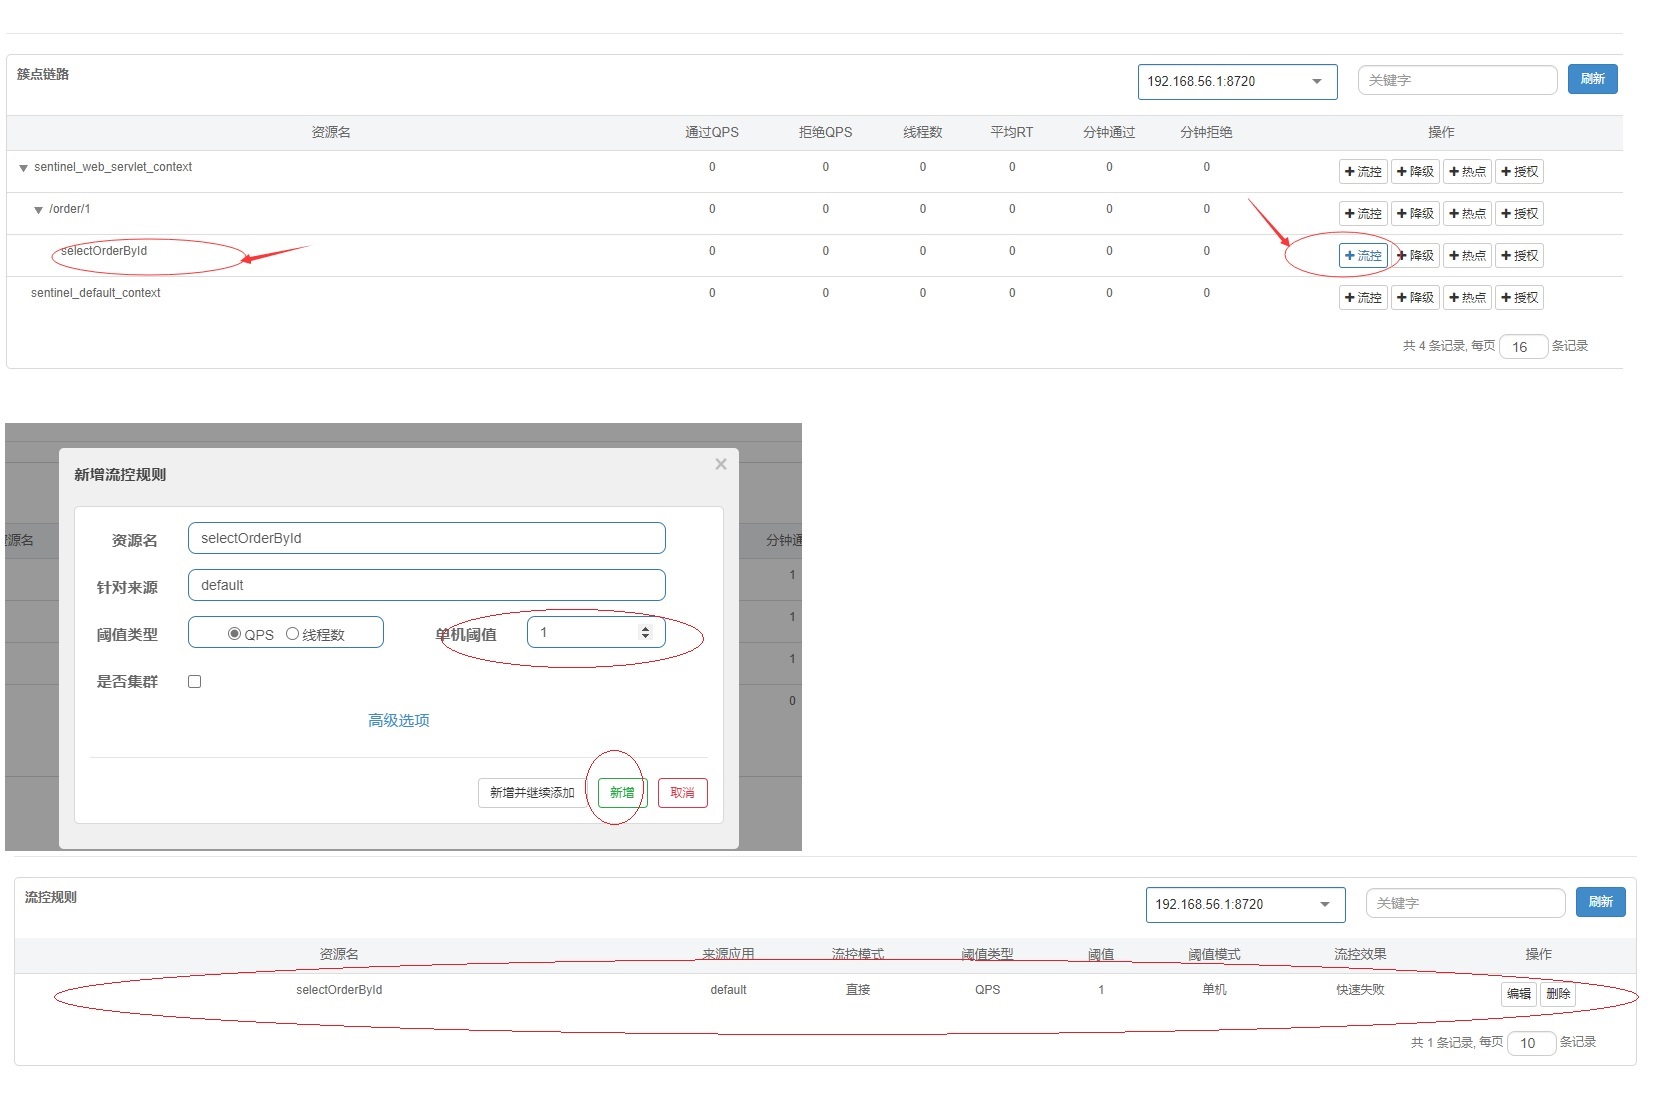 簇点链路
192.168.56.1:8720 关键字 刷新
资源名 通过QPS 拒绝QPS 线程数 平均RT 分钟通过 分钟拒绝 操作
sentinel_web_servlet_context 0 0 0 0 0 0 流控 降级 热点 授权
/order/1 0 0 0 0 0 0 流控 降级 热点 授权
selectOrderById 0 0 0 0 0 0 流控 降级 热点 授权
sentinel_default_context 0 0 0 0 0 0 流控 降级 热点 授权
共 4 条记录, 每页 16 条记录
新增流控规则
资源名 selectOrderById
针对来源 default
阈值类型 QPS 线程数 单机阈值 1
是否集群
高级选项
新增并继续添加 新增 取消
源名 分钟通
1
1
1
0
流控规则
192.168.56.1:8720 关键字 刷新
资源名 来源应用 流控模式 阈值类型 阈值 阈值模式 流控效果 操作
selectOrderById default 直接 QPS 1 单机 快速失败 编辑 删除
共 1 条记录, 每页 10 条记录